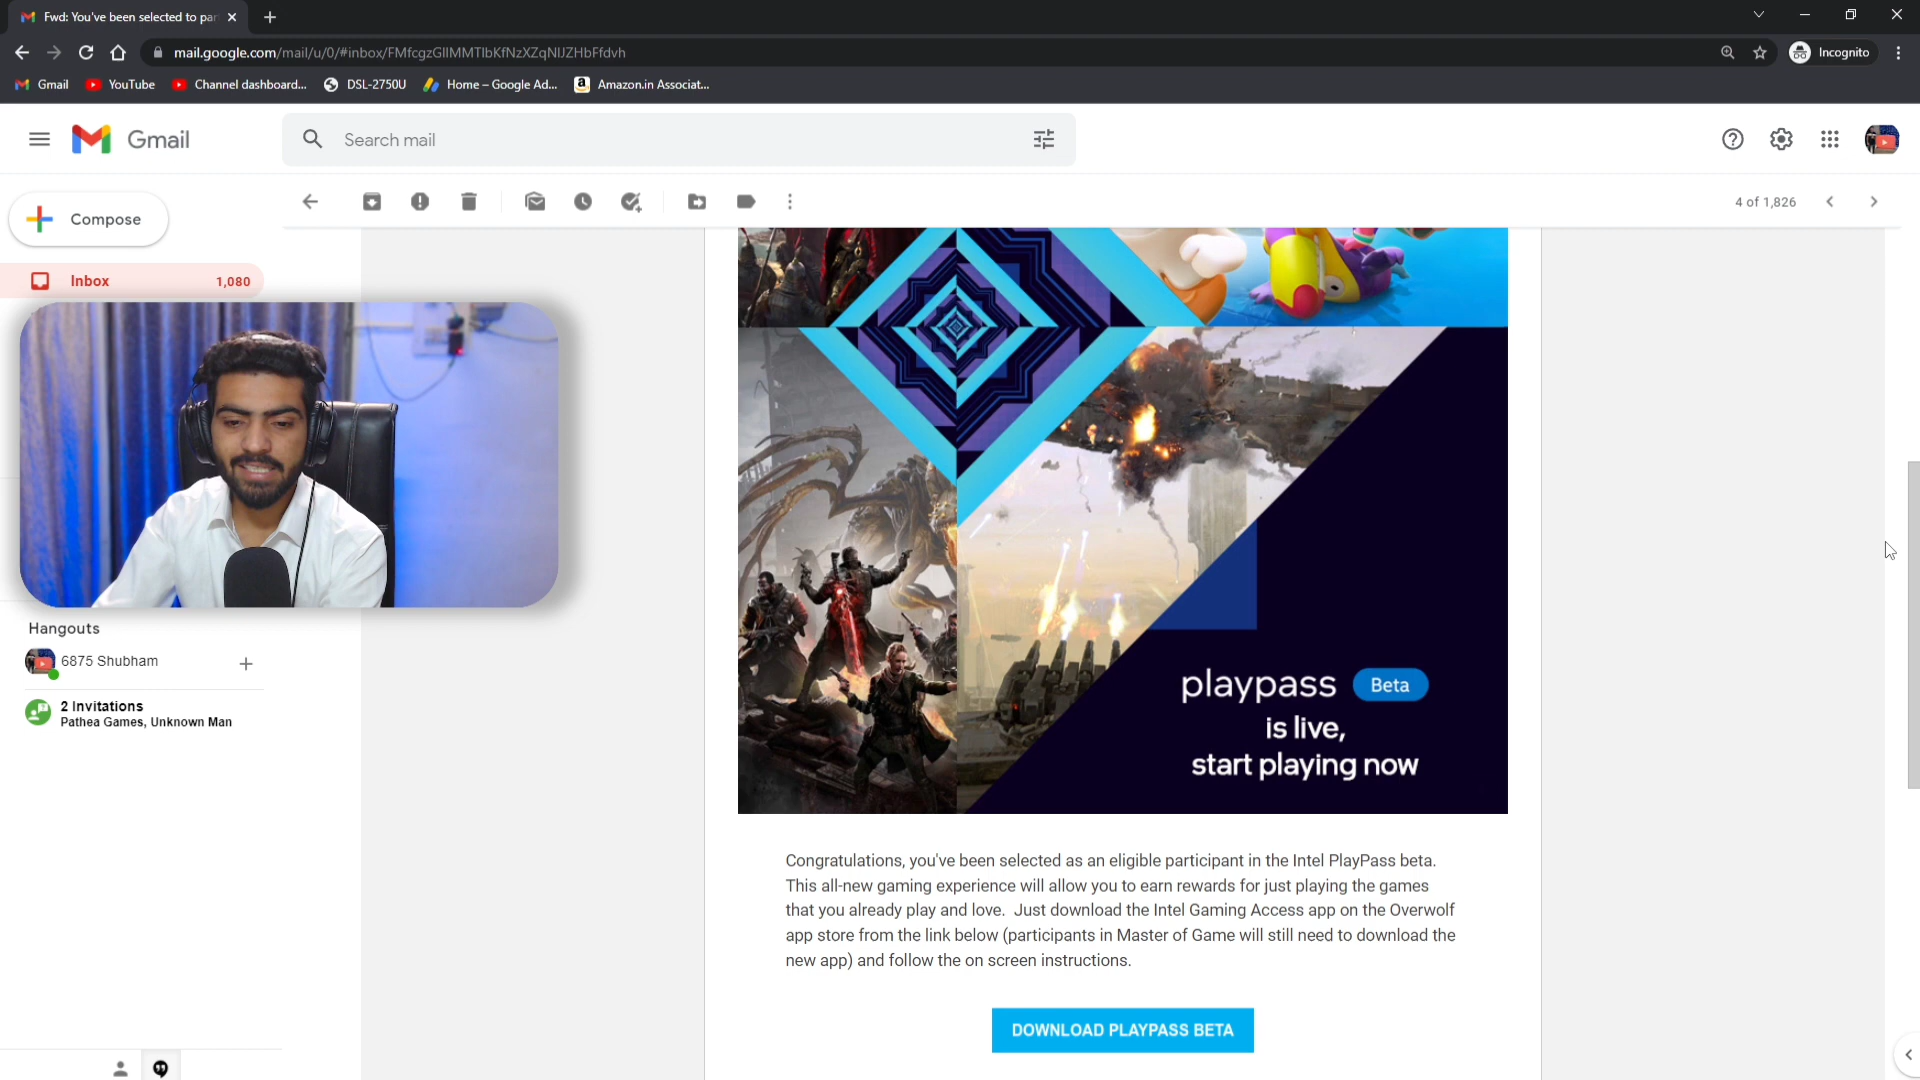 Fwd: You've been selected to par
mail.google.com/mail/u/0/#inbox/FMfcgzGllMMTlbKfNzXZqNlJZHbFfdvh
Incognito
Gmail
YouTube
Channel dashboard...
DSL-2750U
Home – Google Ad...
Amazon.in Associat...
Gmail
Search mail
Compose
4 of 1,826
Inbox
1,080
playpass Beta
is live,
start playing now
Hangouts
6875 Shubham
2 Invitations
Pathea Games, Unknown Man
Congratulations, you've been selected as an eligible participant in the Intel PlayPass beta.
This all-new gaming experience will allow you to earn rewards for just playing the games
that you already play and love. Just download the Intel Gaming Access app on the Overwolf
app store from the link below (participants in Master of Game will still need to download the
new app) and follow the on screen instructions.
DOWNLOAD PLAYPASS BETA